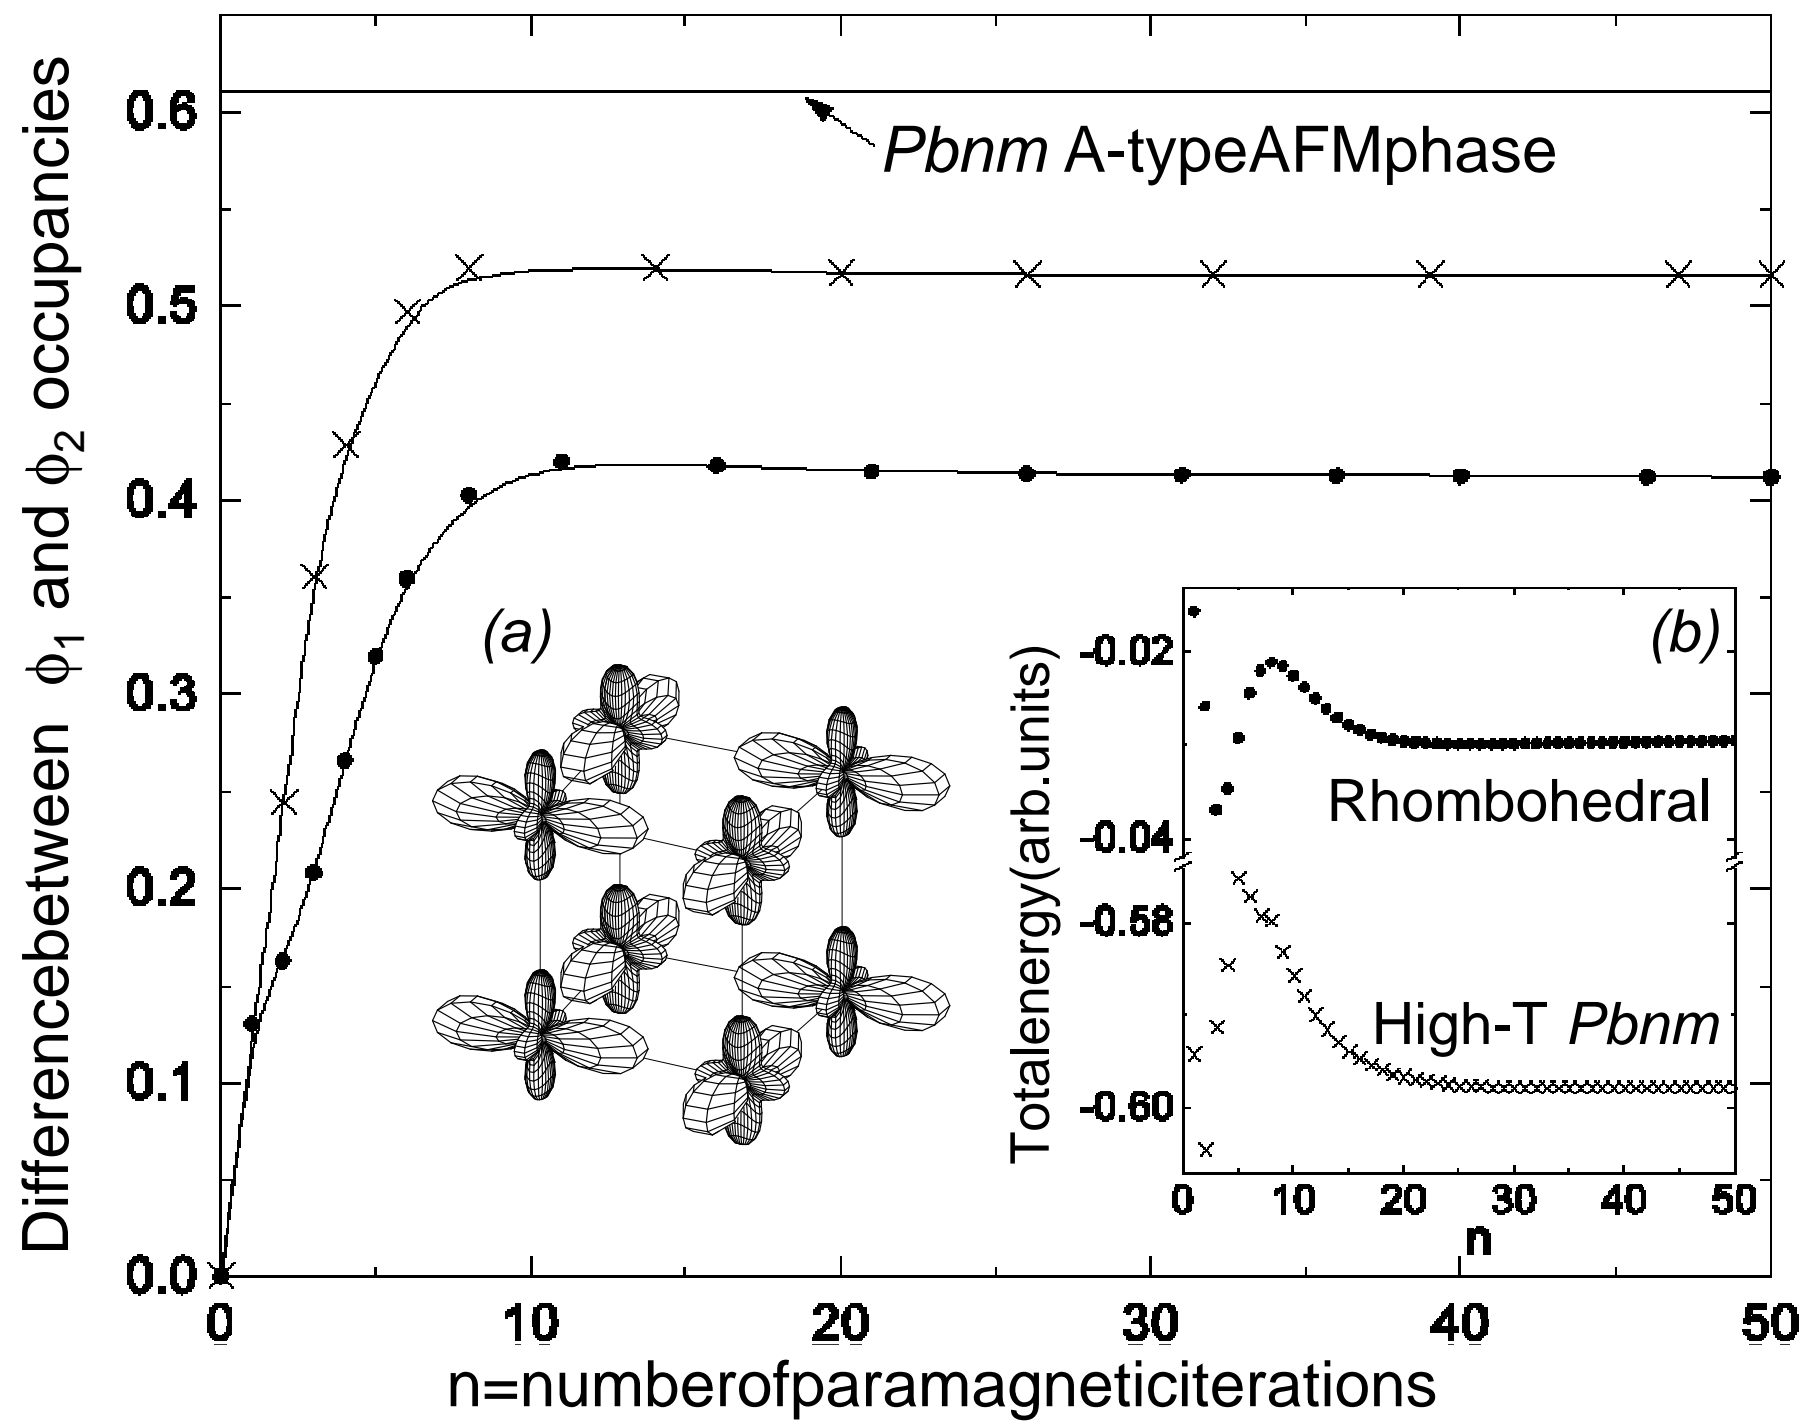 Differencebetween ϕ1 and ϕ2 occupancies
0.6
0.5
0.4
0.3
0.2
0.1
0.0
Pbnm A-typeAFMphase
(a)
(b)
Totalenergy(arb.units)
-0.02
-0.04
-0.58
-0.60
Rhombohedral
High-T Pbnm
0 10 20 30 40 50
n
0 10 20 30 40 50
n=numberofparamagneticiterations